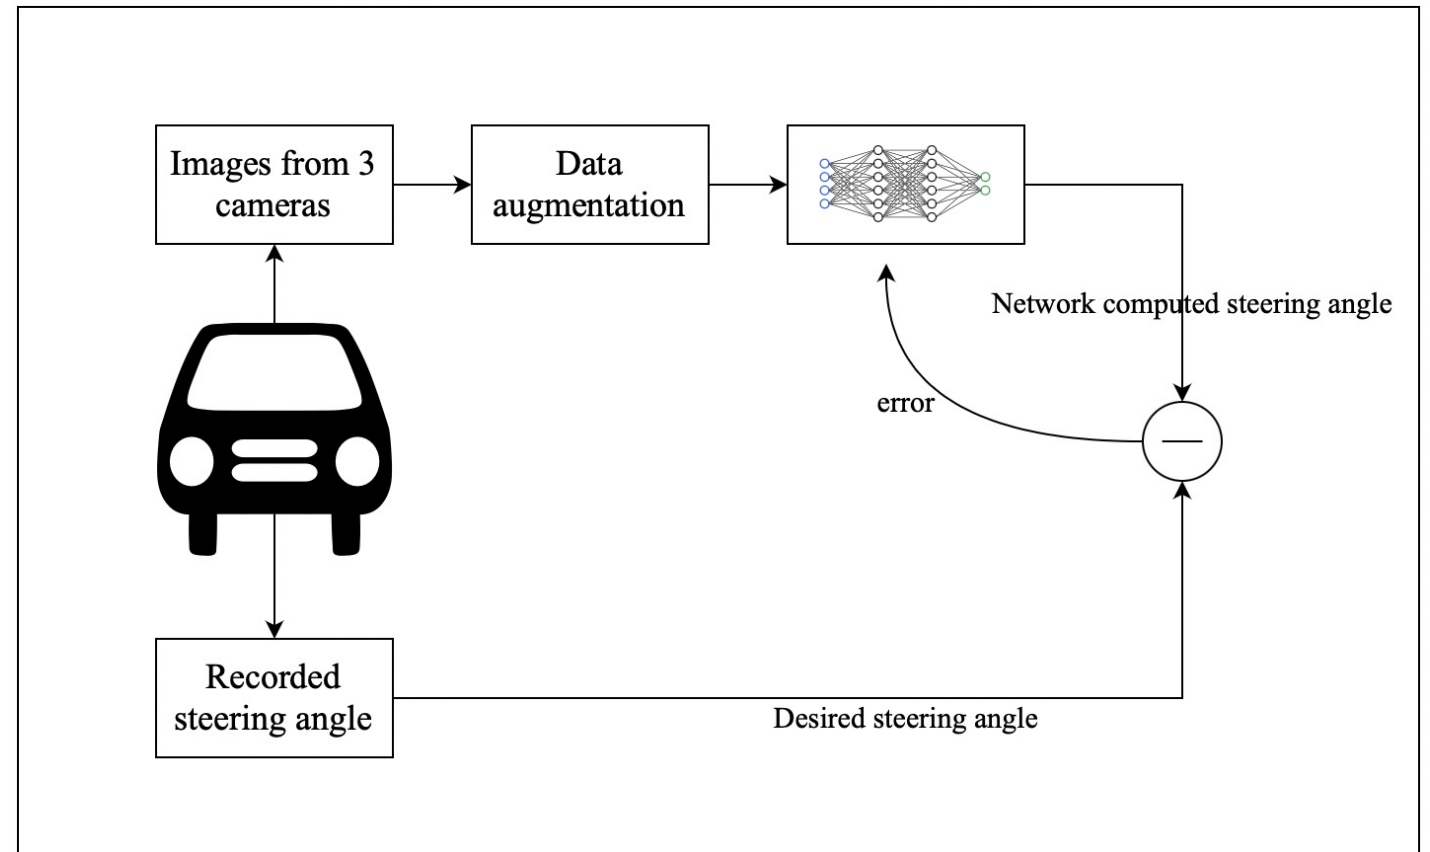 Images from 3
cameras
Data
augmentation
Network computed steering angle
error
Recorded
steering angle
Desired steering angle